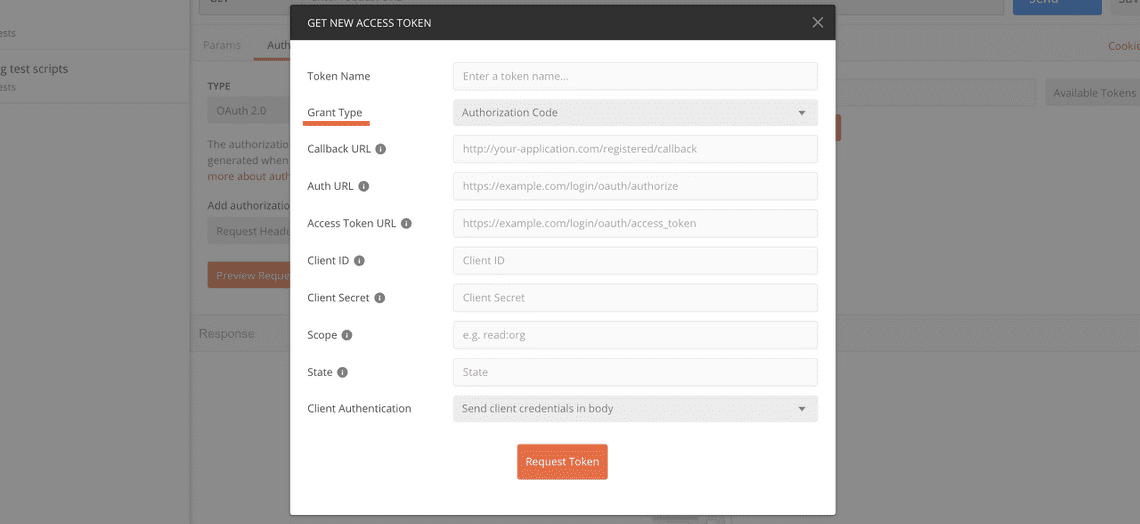 GET NEW ACCESS TOKEN
Token Name
Enter a token name...
Grant Type
Authorization Code
Callback URL
http://your-application.com/registered/callback
Auth URL
https://example.com/login/oauth/authorize
Access Token URL
https://example.com/login/oauth/access_token
Client ID
Client ID
Client Secret
Client Secret
Scope
e.g. read:org
State
State
Client Authentication
Send client credentials in body
Request Token
ests
g test scripts
ests
Params
Auth
TYPE
OAuth 2.0
The authorization
generated when
more about auth
Add authorization
Request Heade
Preview Reque
Response
Send
Cookie
Available Tokens